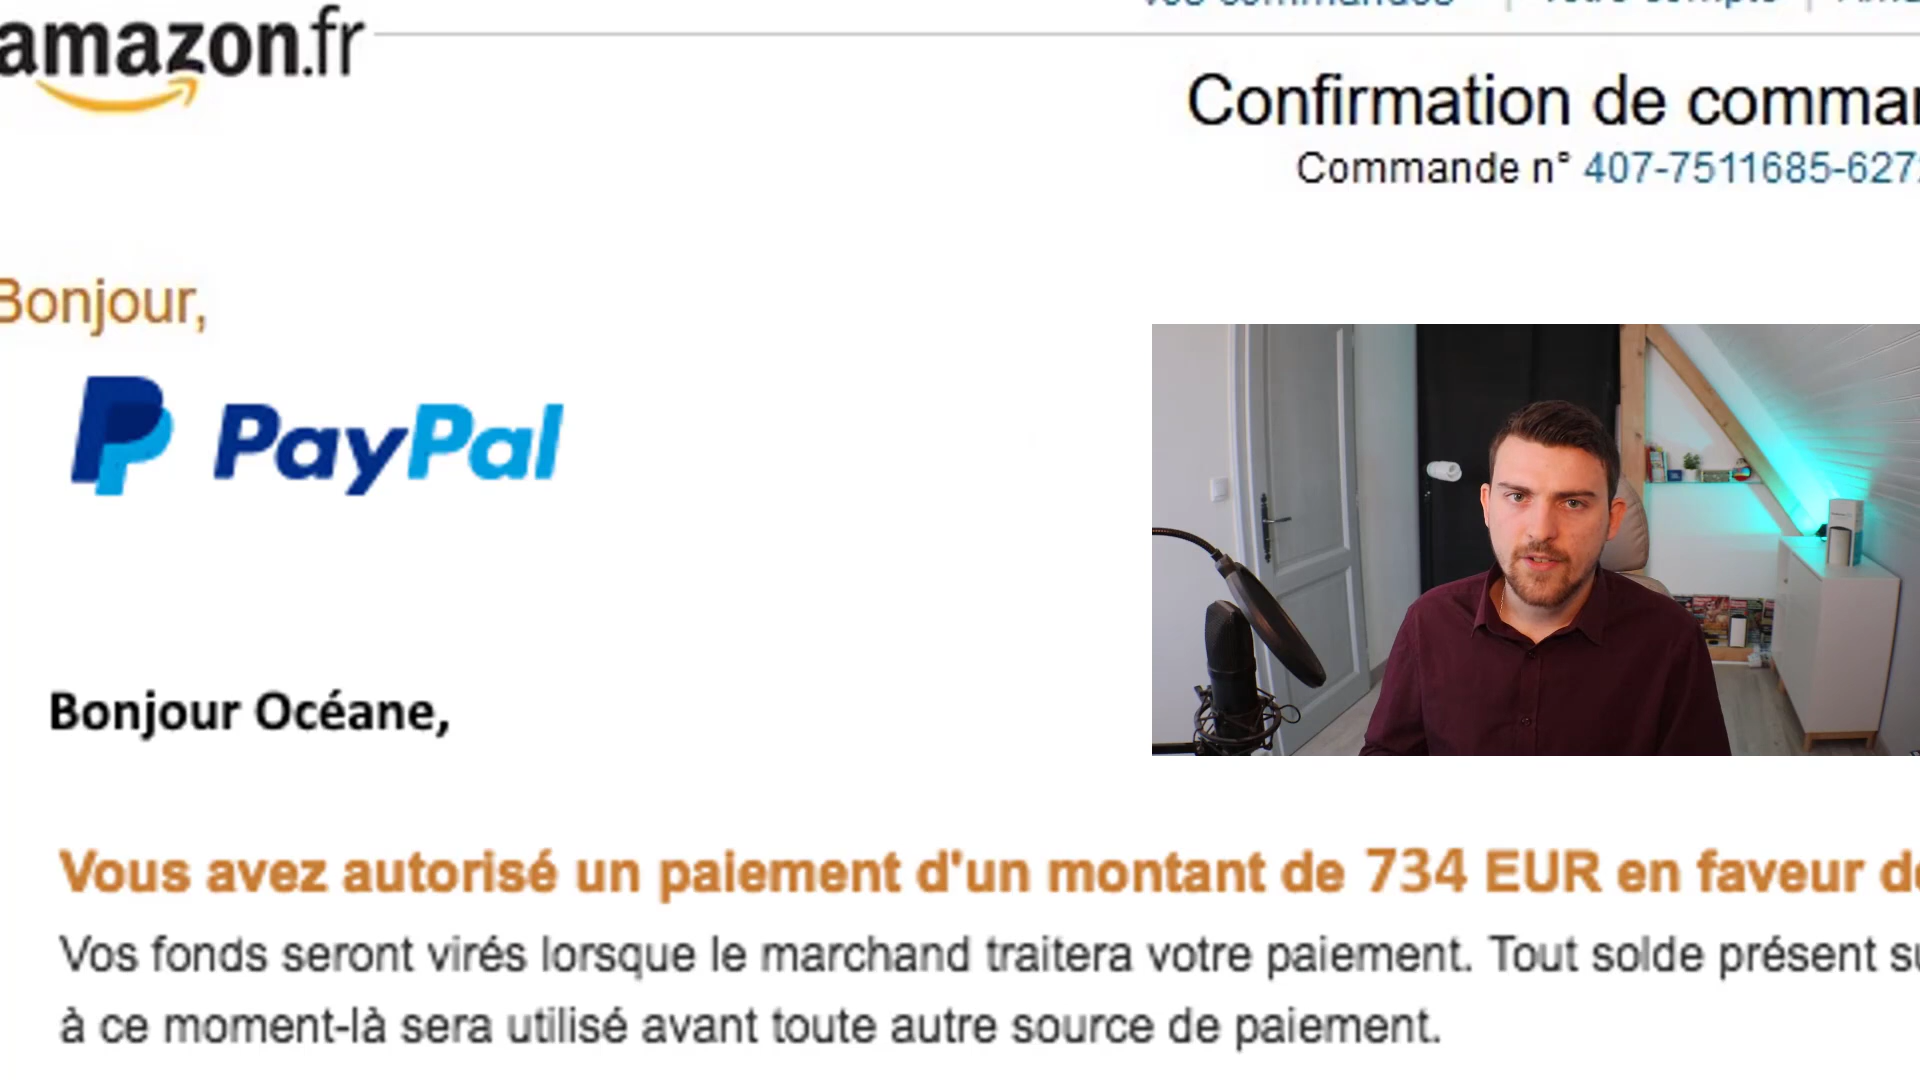 amazon.fr
Confirmation de
Commande n° 407-7511685-627
Bonjour,
PayPal
Bonjour Océane,
Vous avez autorisé un paiement d'un montant de 734 EUR en faveur
Vos fonds seront virés lorsque le marchand traitera votre paiement. Tout solde présent
à ce moment-là sera utilisé avant toute autre source de paiement.